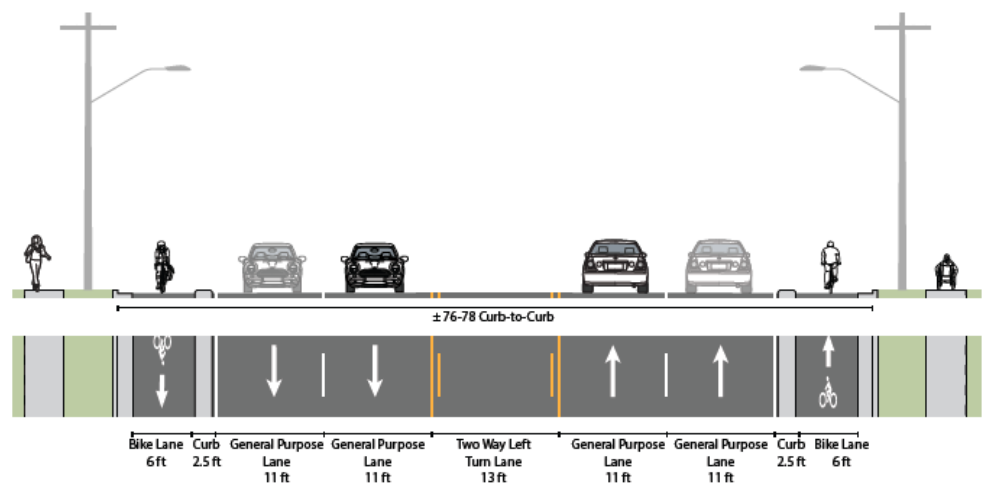 ±76-78 Curb-to-Curb
Bike Lane
6 ft
Curb
2.5 ft
General Purpose
Lane
11 ft
General Purpose
Lane
11 ft
Two Way Left
Turn Lane
13 ft
General Purpose
Lane
11 ft
General Purpose
Lane
11 ft
Curb
2.5 ft
Bike Lane
6 ft